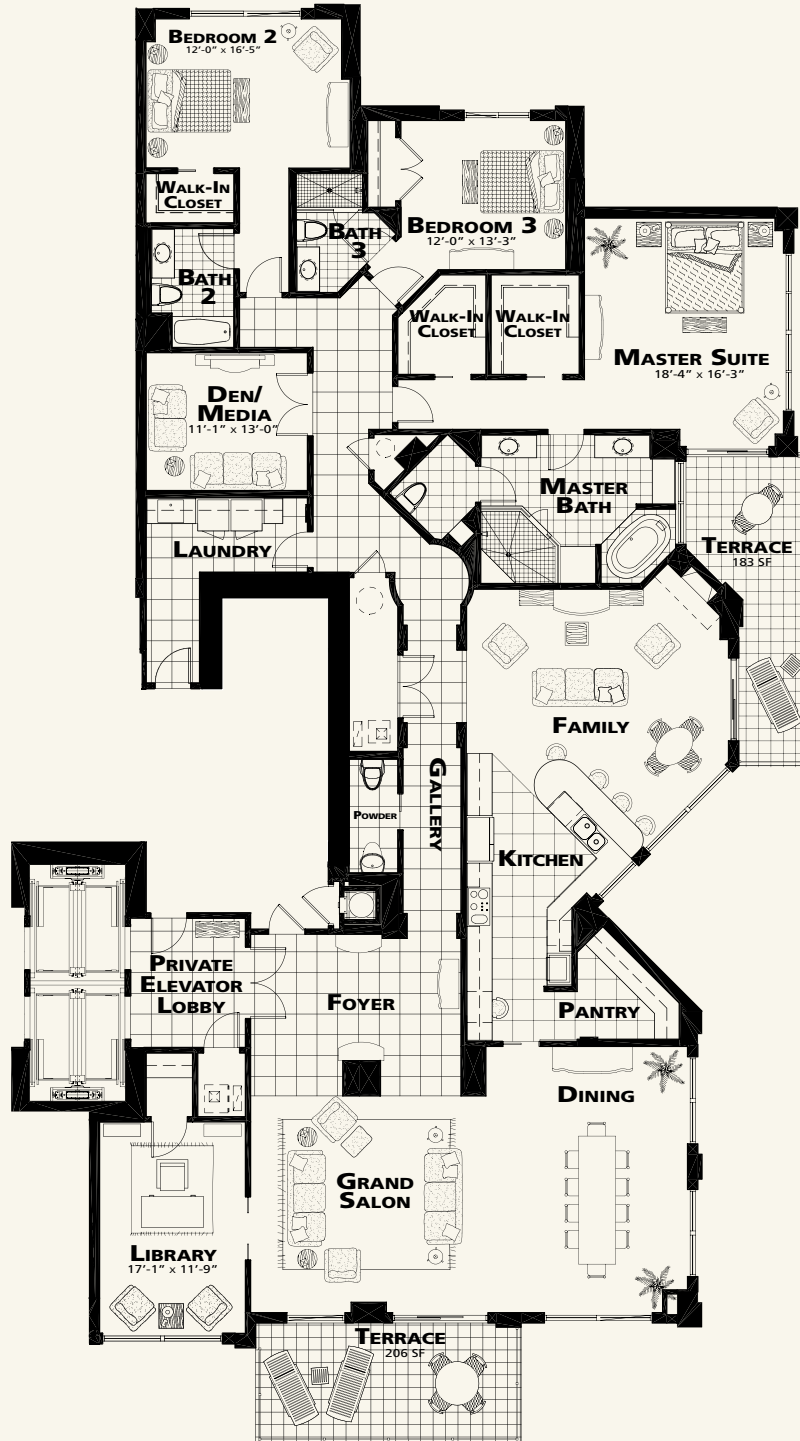 BEDROOM 2
12'-0" x 16'-5"
WALK-IN
CLOSET
BATH
3
BEDROOM 3
12'-0" x 13'-3"
BATH
2
WALK-IN
CLOSET
WALK-IN
CLOSET
MASTER SUITE
18'-4" x 16'-3"
DEN/
MEDIA
11'-1" x 13'-0"
MASTER
BATH
LAUNDRY
TERRACE
183 SF
FAMILY
GALLERY
POWDER
KITCHEN
PRIVATE
ELEVATOR
LOBBY
FOYER
PANTRY
DINING
GRAND
SALON
LIBRARY
17'-1" x 11'-9"
TERRACE
206 SF